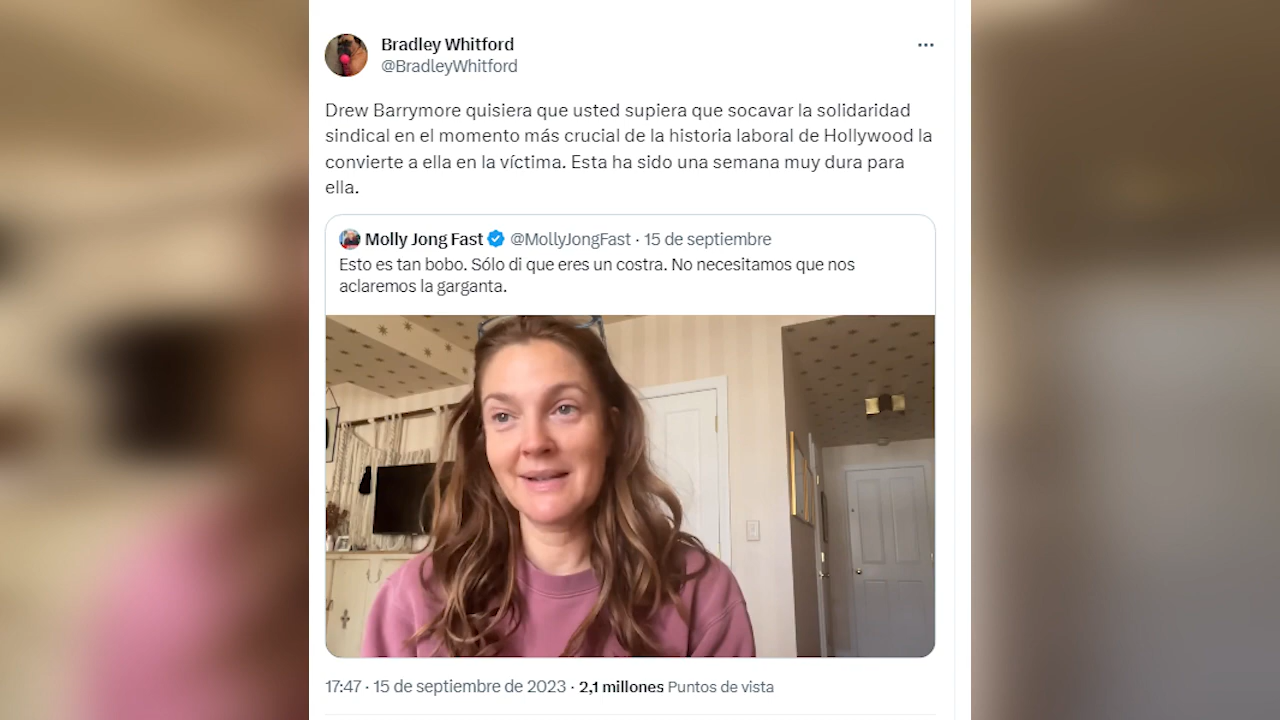 Bradley Whitford
@BradleyWhitford
Drew Barrymore quisiera que usted supiera que socavar la solidaridad
sindical en el momento más crucial de la historia laboral de Hollywood la
convierte a ella en la víctima. Esta ha sido una semana muy dura para
ella.
Molly Jong Fast @MollyJongFast · 15 de septiembre
Esto es tan bobo. Sólo di que eres un costra. No necesitamos que nos
aclaremos la garganta.
17:47 · 15 de septiembre de 2023 · 2,1 millones Puntos de vista